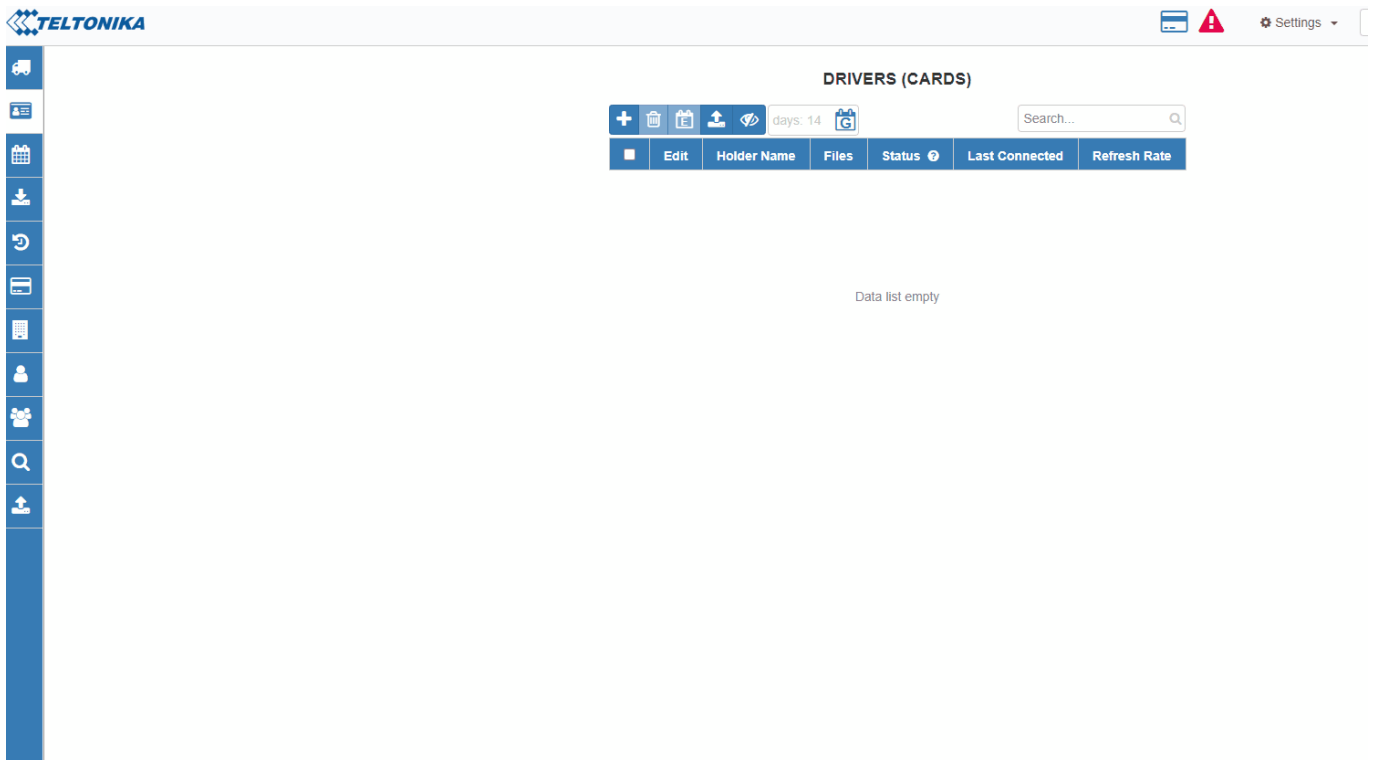 TELTONIKA
Settings
DRIVERS (CARDS)
E
days: 14
G
Search...
Edit Holder Name Files Status ? Last Connected Refresh Rate
Data list empty